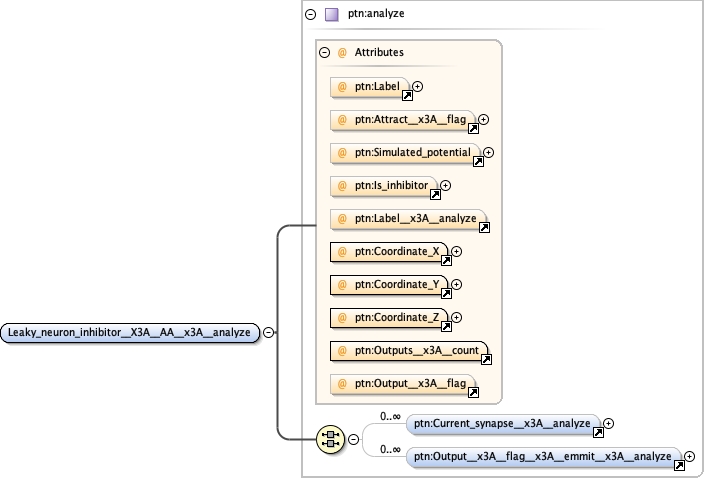 ptn:analyze
@ Attributes
@ ptn:Label
@ ptn:Attract__x3A__flag
@ ptn:Simulated_potential
@ ptn:Is_inhibitor
@ ptn:Label__x3A__analyze
@ ptn:Coordinate_X
@ ptn:Coordinate_Y
@ ptn:Coordinate_Z
@ ptn:Outputs__x3A__count
@ ptn:Output__x3A__flag
Leaky_neuron_inhibitor__X3A__AA__x3A__analyze
0..∞
ptn:Current_synapse__x3A__analyze
0..∞
ptn:Output__x3A__flag__x3A__emmit__x3A__analyze